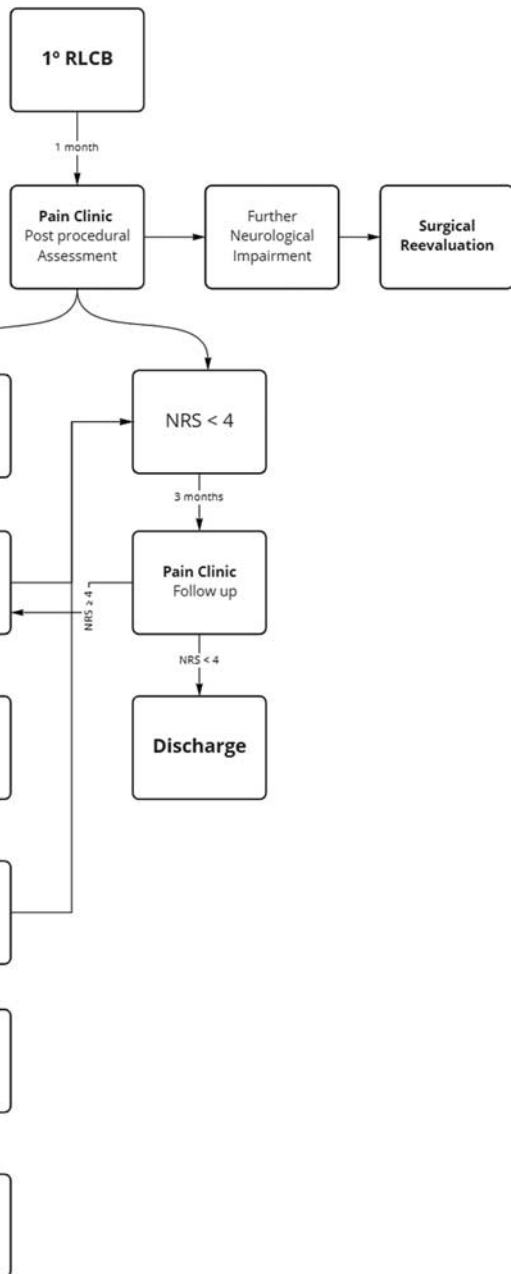 1º RLCB
1 month
Pain Clinic
Post procedural
Assessment
Further
Neurological
Impairment
Surgical
Reevaluation
NRS < 4
3 months
Pain Clinic
Follow up
NRS ≥ 4
NRS < 4
Discharge